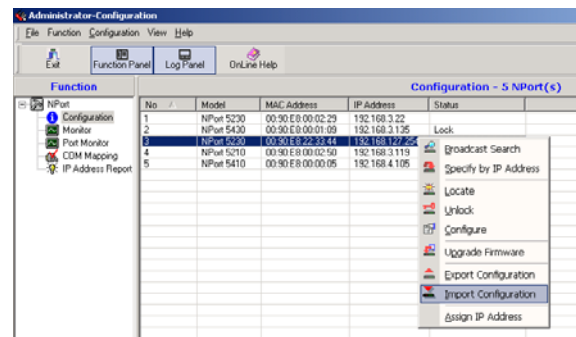 Administrator-Configuration
File Function Configuration View Help
Exit Function Panel Log Panel OnLine Help
Function
Configuration - 5 NPort(s)
NPort
Configuration
Monitor
Port Monitor
COM Mapping
IP Address Report
No Model MAC Address IP Address Status
1 NPort 5230 00:90:E8:00:02:29 192.168.3.22
2 NPort 5430 00:90:E8:00:01:09 192.168.3.135 Lock
3 NPort 5230 00:90:E8:22:33:44 192.168.127.254
4 NPort 5210 00:90:E8:00:02:50 192.168.3.119
5 NPort 5410 00:90:E8:00:00:05 192.168.4.105
Broadcast Search
Specify by IP Address
Locate
Unlock
Configure
Upgrade Firmware
Export Configuration
Import Configuration
Assign IP Address